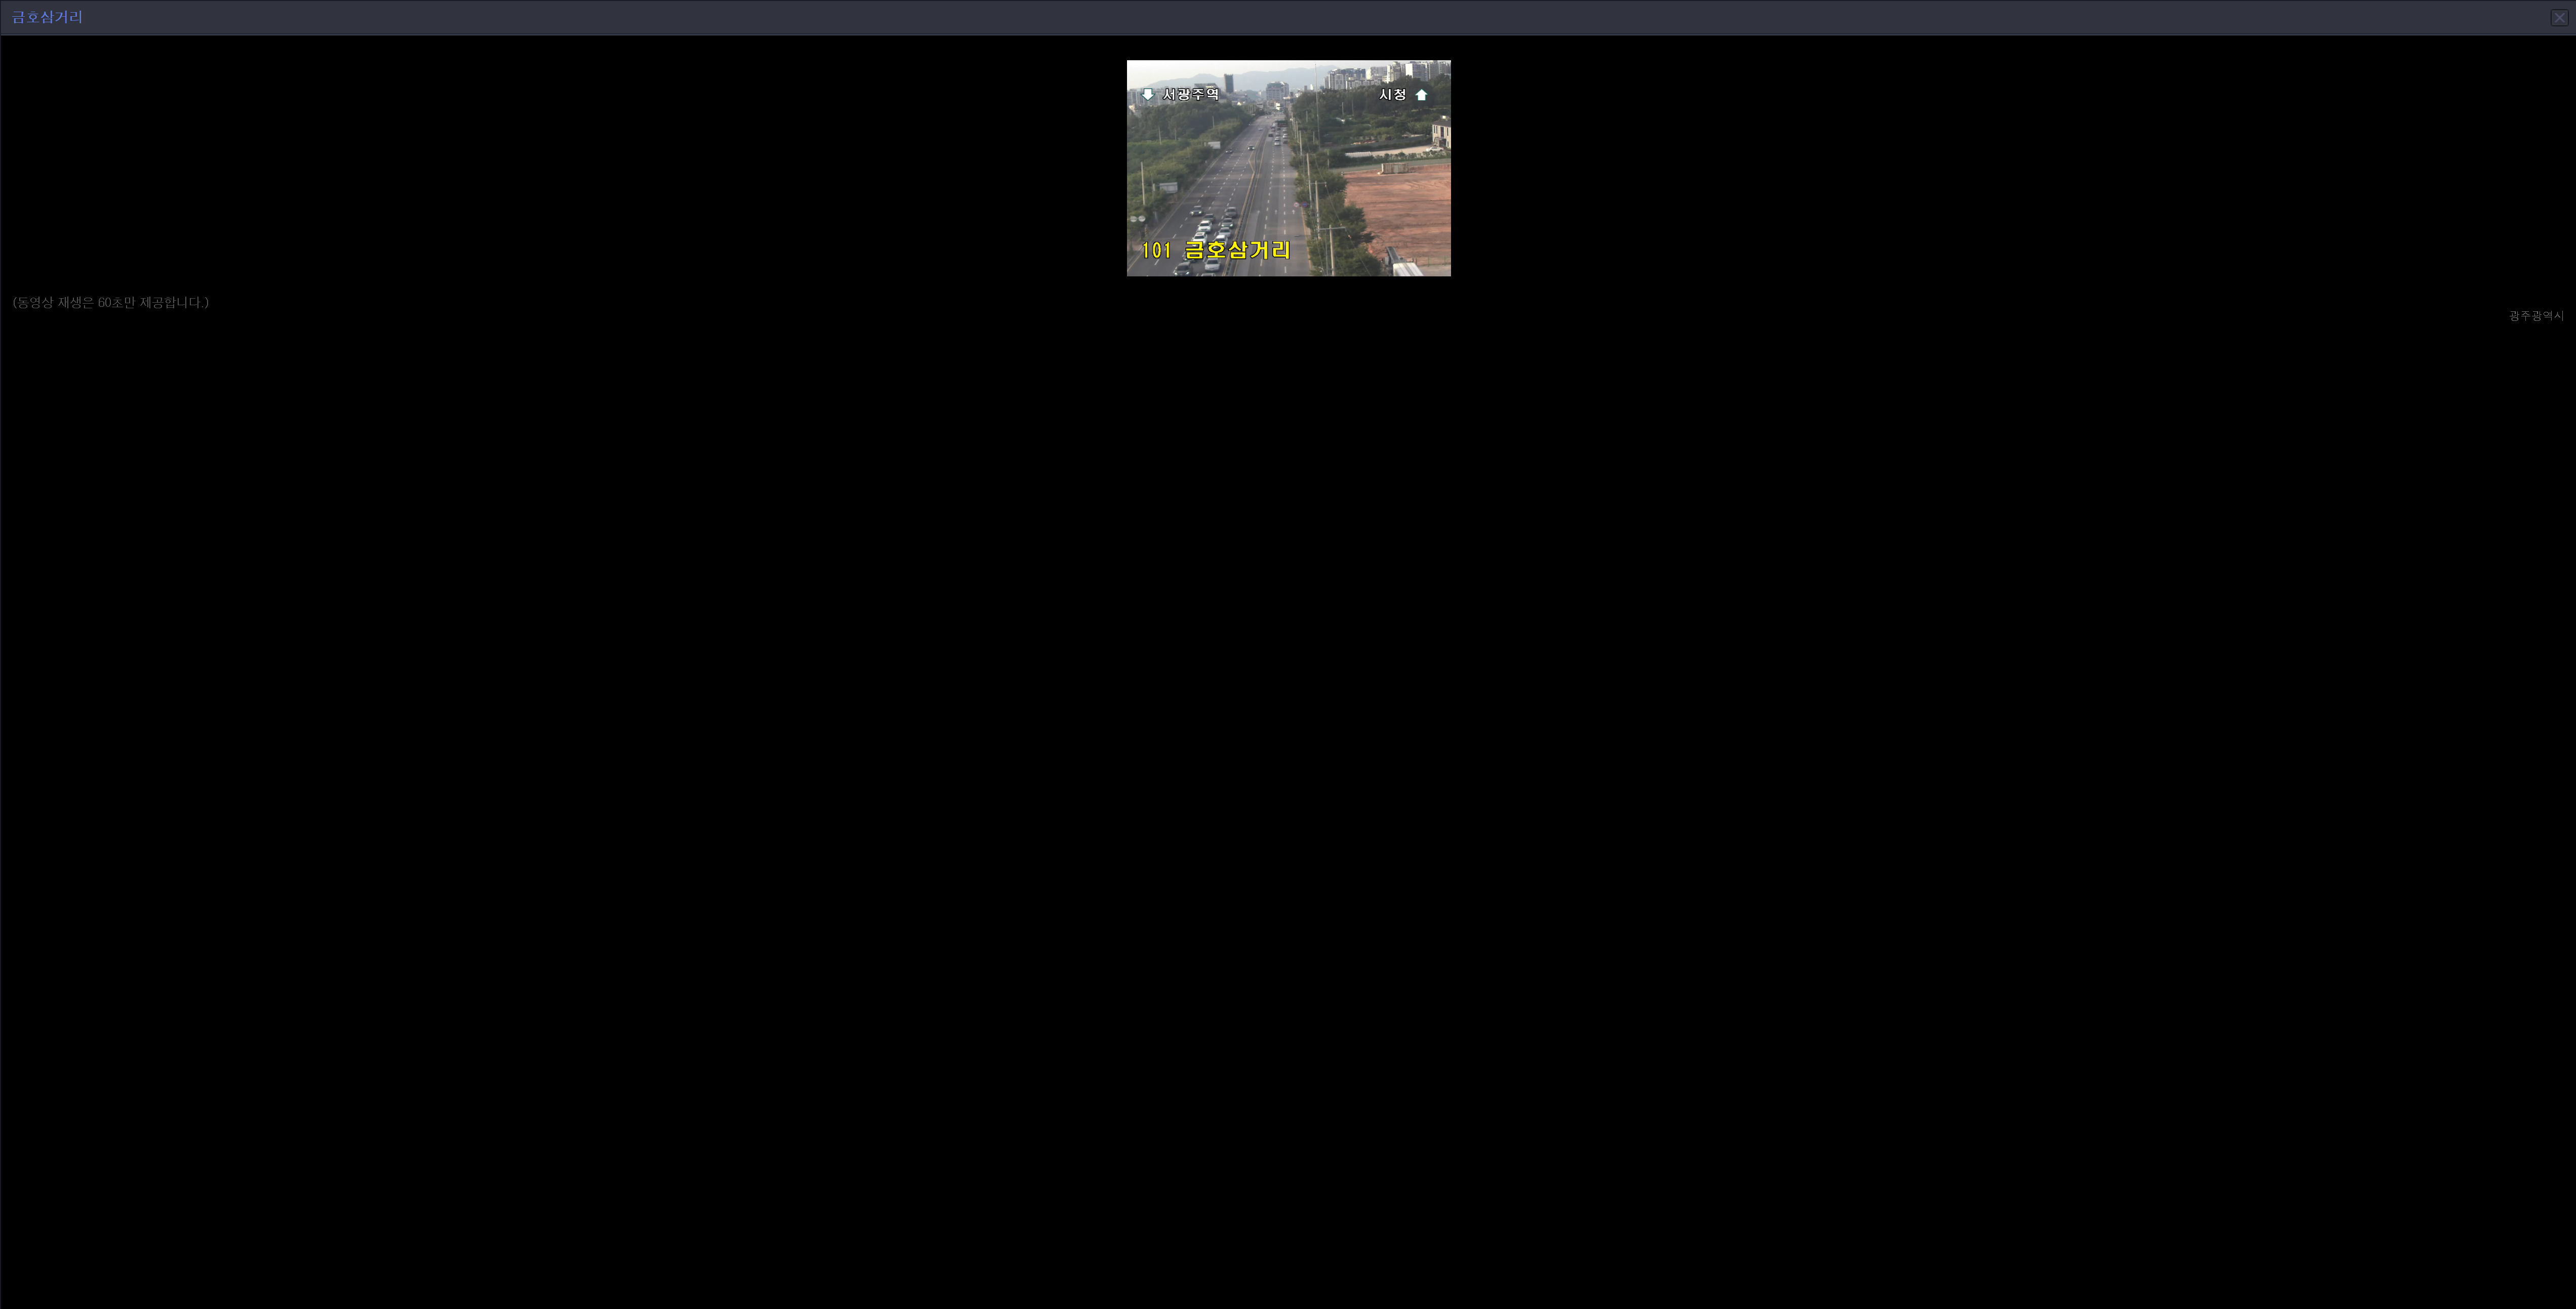 금호삼거리
서광주역 시청
101 금호삼거리
(동영상 재생은 60초만 제공합니다.)
광주광역시